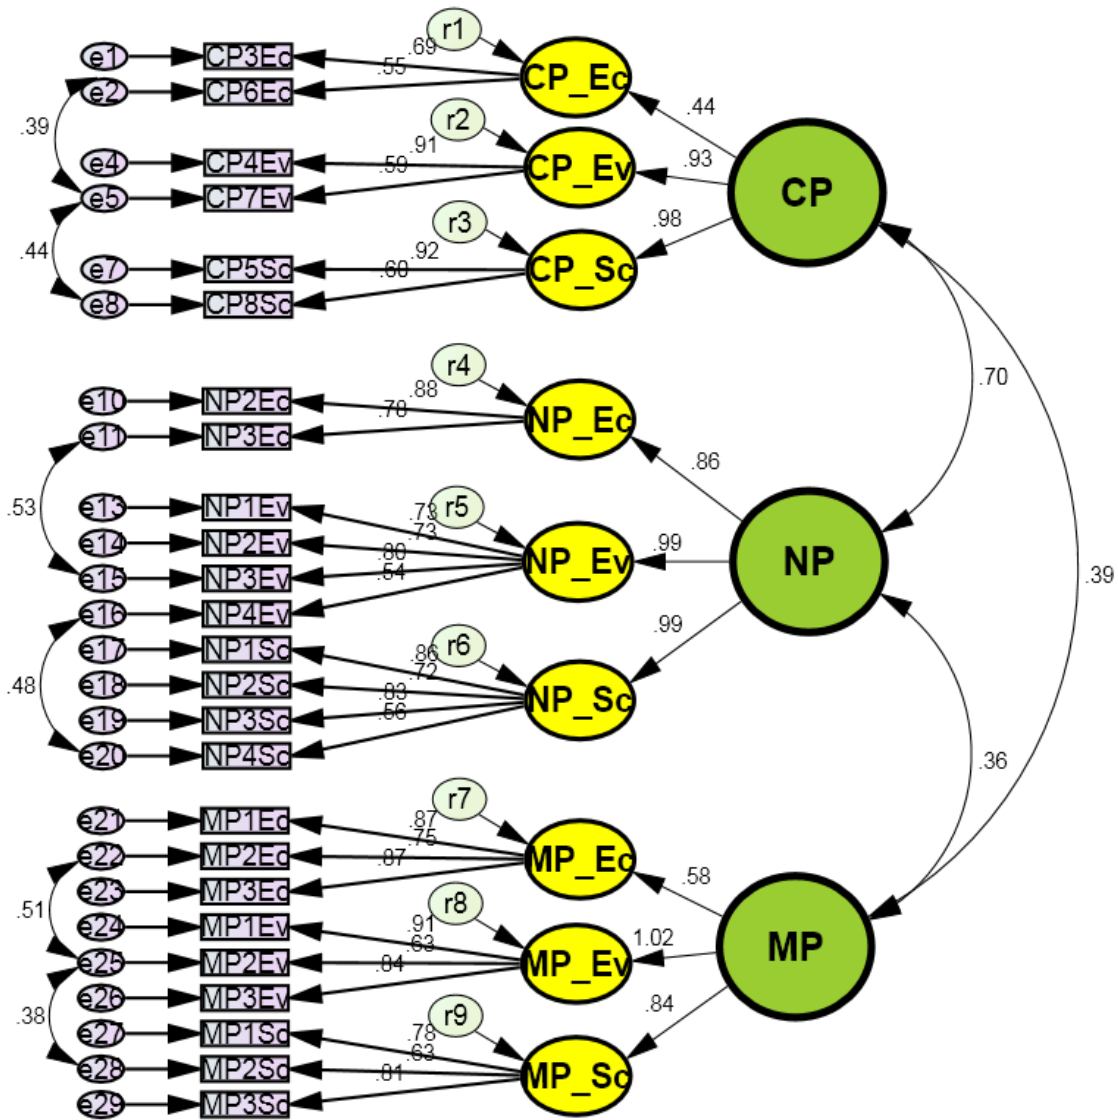 r1
e1 CP3Ec .69 CP_Ec
e2 CP6Ec .55
.44
.39
r2
e4 CP4Ev .91 CP_Ev .93 CP
e5 CP7Ev .59
r3
.44
.98
e7 CP5Sc .92 CP_Sc
e8 CP8Sc .60
r4
.70
e10 NP2Ec .88 NP_Ec
e11 NP3Ec .78
.86
.53
r5
e13 NP1Ev .73
e14 NP2Ev .73 NP_Ev .99 NP
e15 NP3Ev .80
.39
e16 NP4Ev .54
.99
r6
e17 NP1Sc .86
e18 NP2Sc .72 NP_Sc
.48
e19 NP3Sc .83
e20 NP4Sc .56
.36
r7
e21 MP1Ec .87
e22 MP2Ec .75 MP_Ec
e23 MP3Ec .87
.58
.51
r8
e24 MP1Ev .91
e25 MP2Ev .63 MP_Ev 1.02 MP
e26 MP3Ev .84
.38
r9
.84
e27 MP1Sc .78
e28 MP2Sc .63 MP_Sc
e29 MP3Sc .81